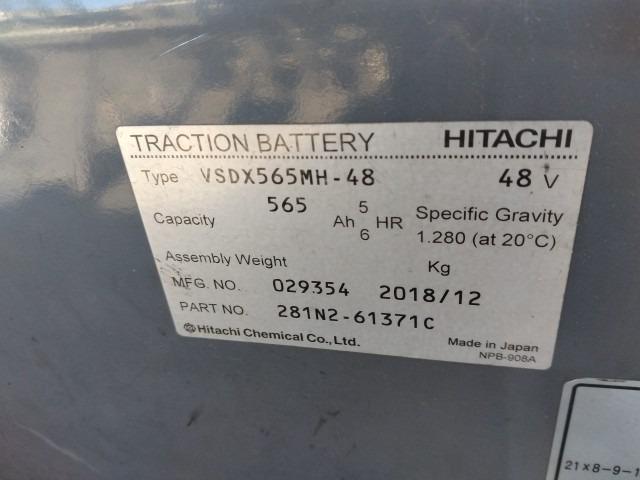 TRACTION BATTERY HITACHI
Type VSDX565MH-48 48 V
Capacity 565 Ah 5 HR Specific Gravity
6 1.280 (at 20°C)
Assembly Weight Kg
MFG. NO. 029354 2018/12
PART NO. 281N2-61371C
Hitachi Chemical Co., Ltd. Made in Japan
NPB-908A
21×8-9-1